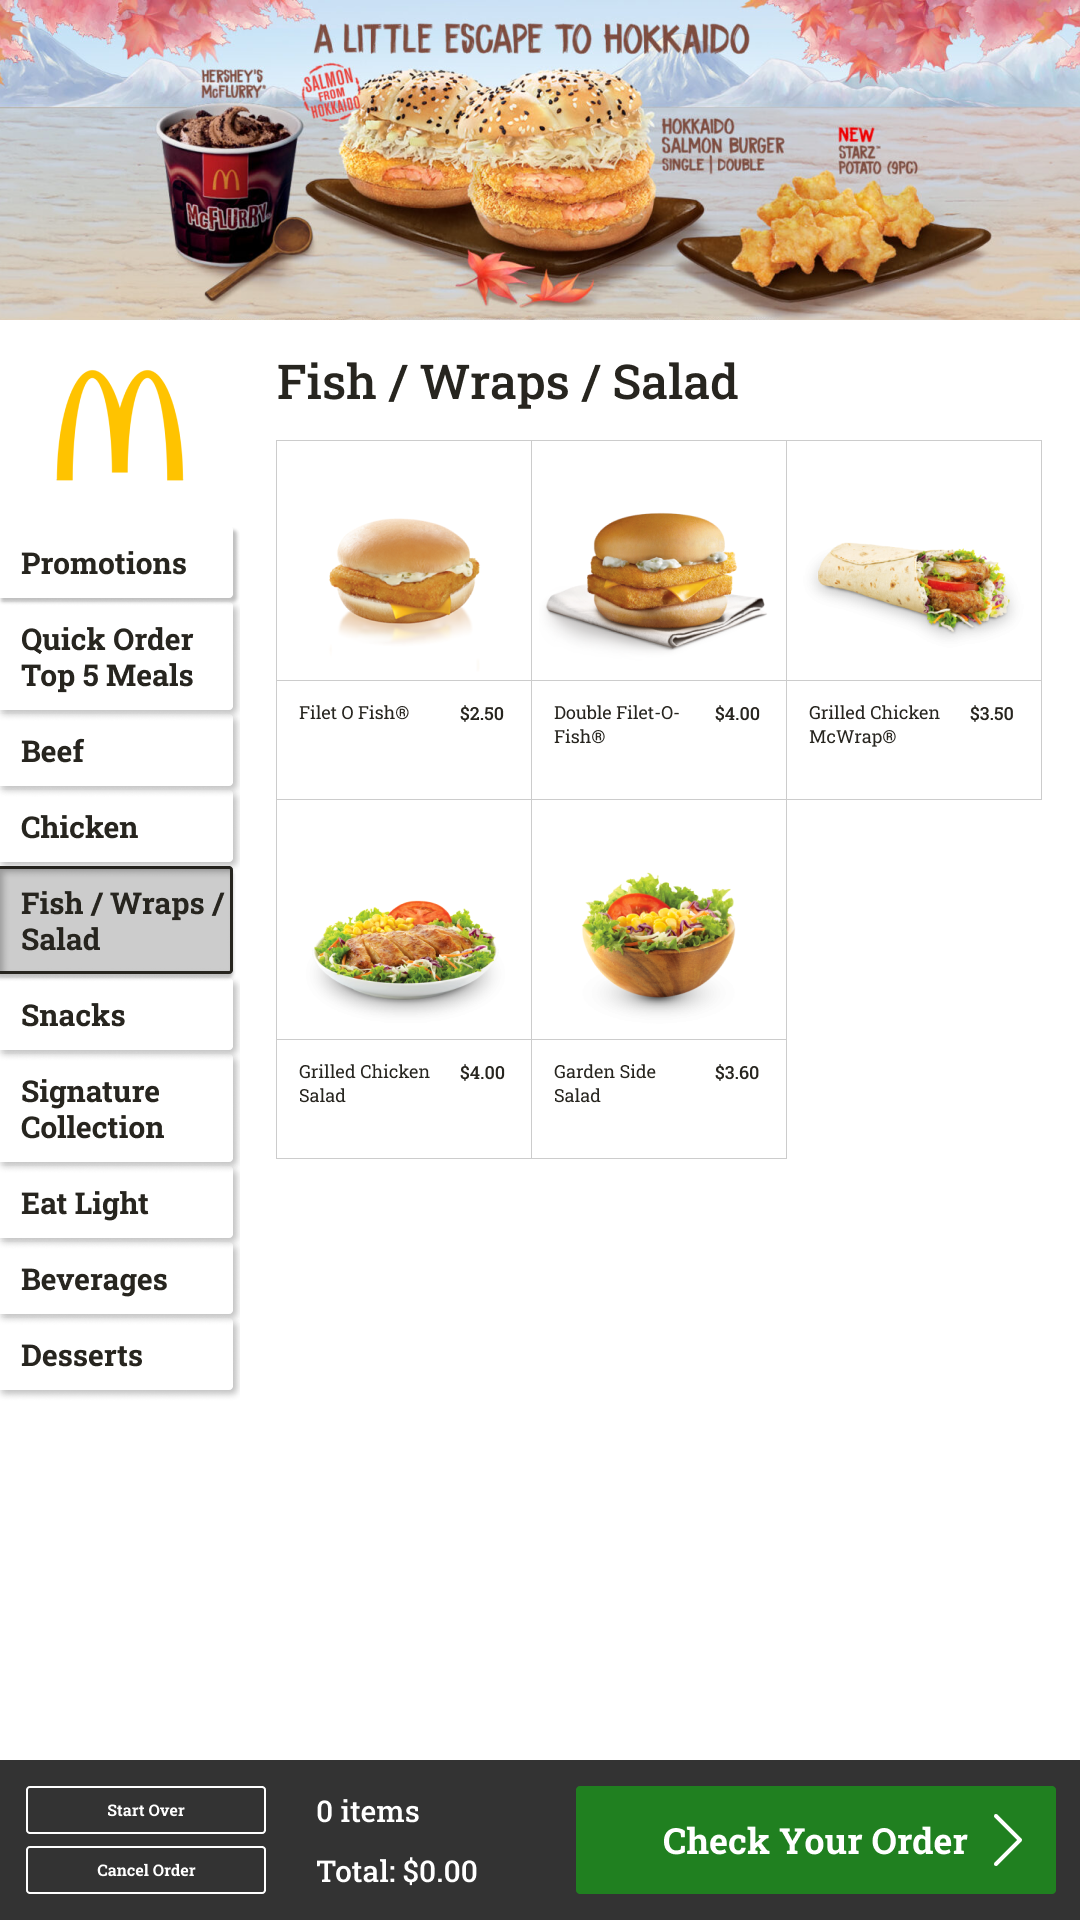 A LITTLE ESCAPE TO HOKKAIDO
HERSHEY'S
McFLURRY
SALMON
FROM
HOKKAIDO
HOKKAIDO
SALMON BURGER
SINGLE | DOUBLE
NEW
STARZ™
POTATO (9PC)
McFLURRY
Fish / Wraps / Salad
Promotions
Quick Order
Top 5 Meals
Beef
Chicken
Fish / Wraps /
Salad
Snacks
Signature
Collection
Eat Light
Beverages
Desserts
Filet O Fish® $2.50
Double Filet-O-
Fish®
$4.00
Grilled Chicken
McWrap®
$3.50
Grilled Chicken
Salad
$4.00
Garden Side
Salad
$3.60
Start Over
Cancel Order
0 items
Total: $0.00
Check Your Order